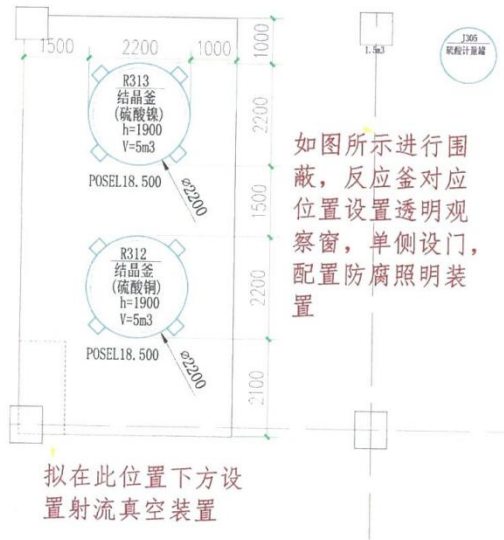 1500
2200
1000
1000
R313
结晶釜
(硫酸镍)
h=1900
V=5m3
2200
POSEL18.500
⌀2200
1500
R312
结晶釜
(硫酸铜)
h=1900
V=5m3
2200
POSEL18.500
⌀2200
2100
1.5m3
J305
硫酸计量罐
如图所示进行围
蔽，反应釜对应
位置设置透明观
察窗，单侧设门，
配置防腐照明装
置
拟在此位置下方设
置射流真空装置